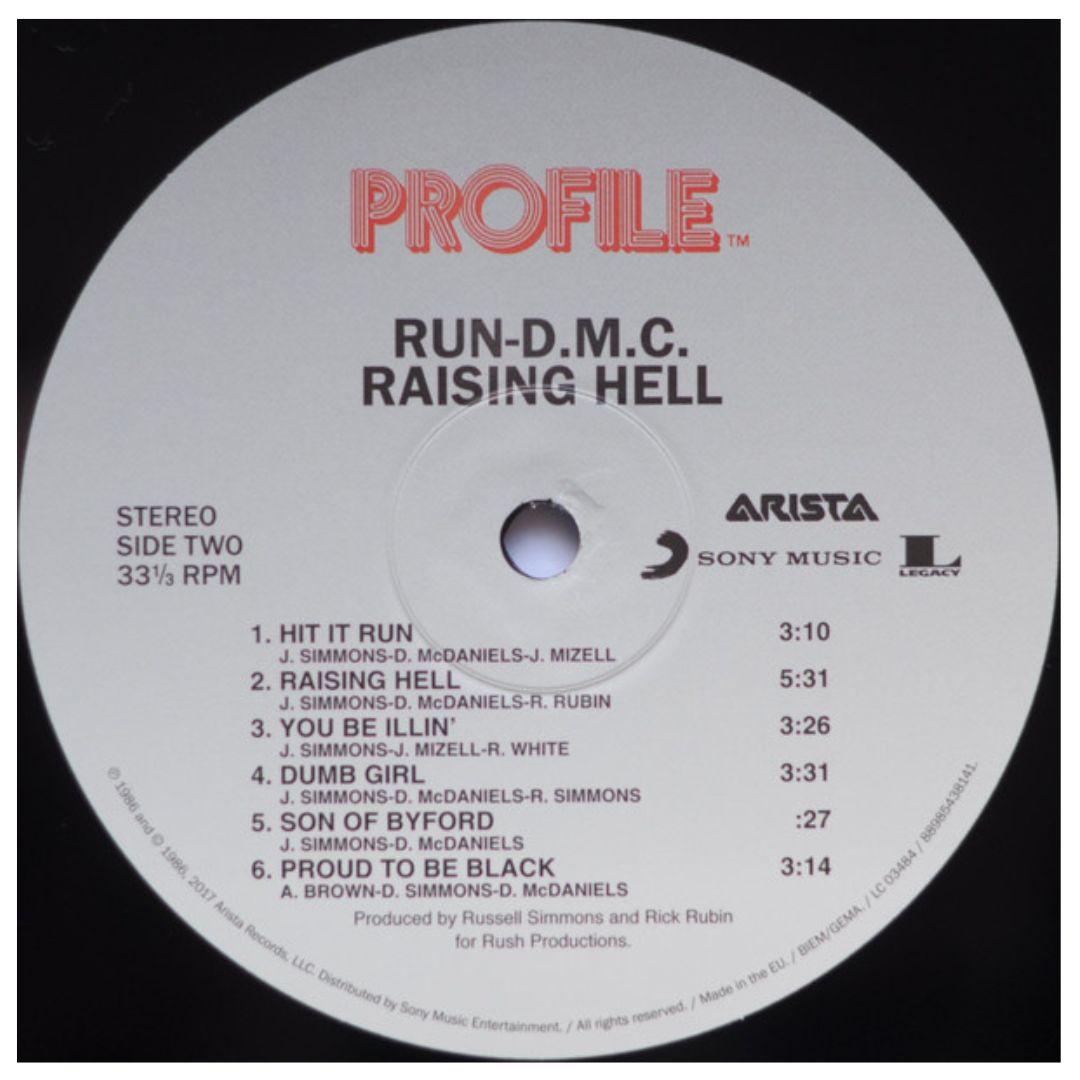 PROFILE™
RUN-D.M.C.
RAISING HELL
STEREO
SIDE TWO
33⅓ RPM
ARISTA
SONY MUSIC
L
LEGACY
1. HIT IT RUN 3:10
J. SIMMONS-D. McDANIELS-J. MIZELL
2. RAISING HELL 5:31
J. SIMMONS-D. McDANIELS-R. RUBIN
3. YOU BE ILLIN' 3:26
J. SIMMONS-J. MIZELL-R. WHITE
4. DUMB GIRL 3:31
J. SIMMONS-D. McDANIELS-R. SIMMONS
5. SON OF BYFORD :27
J. SIMMONS-D. McDANIELS
6. PROUD TO BE BLACK 3:14
A. BROWN-D. SIMMONS-D. McDANIELS
Produced by Russell Simmons and Rick Rubin
for Rush Productions.
℗ 1986 and © 1986, 2017 Arista Records, LLC. Distributed by Sony Music Entertainment. / All rights reserved. / Made in the EU. / BIEM/GEMA. / LC 03484 / 88985438141.